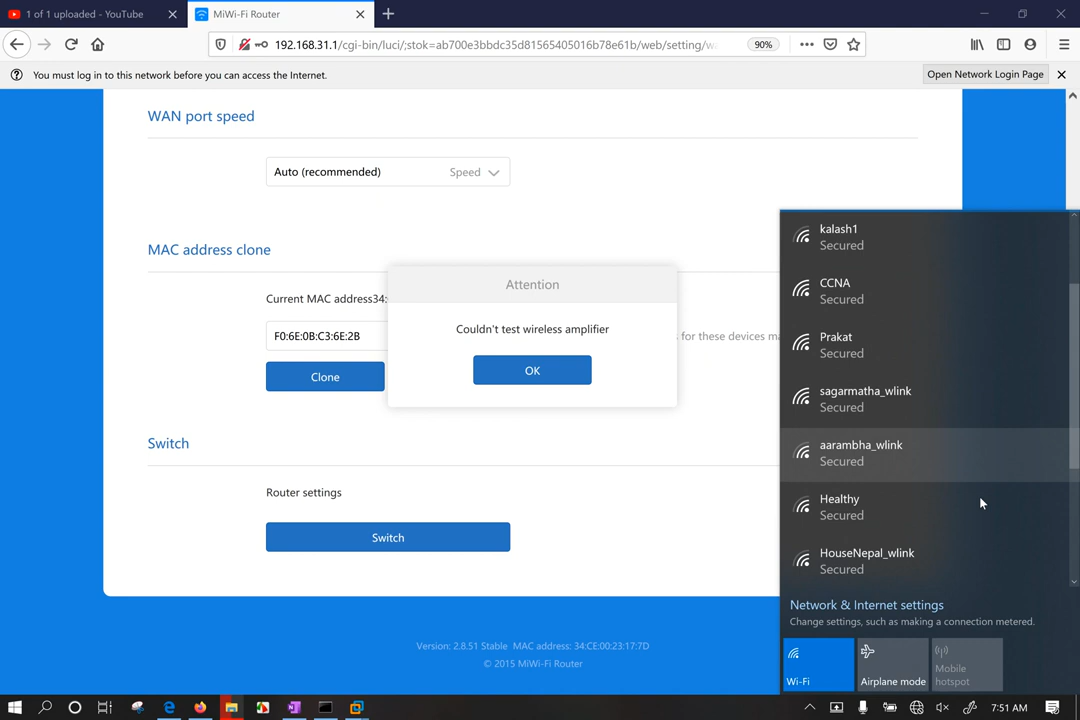 1 of 1 uploaded - YouTube
MiWi-Fi Router
192.168.31.1/cgi-bin/luci/;stok=ab700e3bbdc35d81565405016b78e61b/web/setting/w
90%
You must log in to this network before you can access the Internet.
Open Network Login Page
WAN port speed
Auto (recommended)
Speed
MAC address clone
Current MAC address34:
F0:6E:0B:C3:6E:2B
s for these devices ma
Clone
Attention
Couldn't test wireless amplifier
OK
Switch
Router settings
Switch
Version: 2.8.51 Stable MAC address: 34:CE:00:23:17:7D
© 2015 MiWi-Fi Router
kalash1
Secured
CCNA
Secured
Prakat
Secured
sagarmatha_wlink
Secured
aarambha_wlink
Secured
Healthy
Secured
HouseNepal_wlink
Secured
Network & Internet settings
Change settings, such as making a connection metered.
Wi-Fi
Airplane mode
Mobile
hotspot
7:51 AM